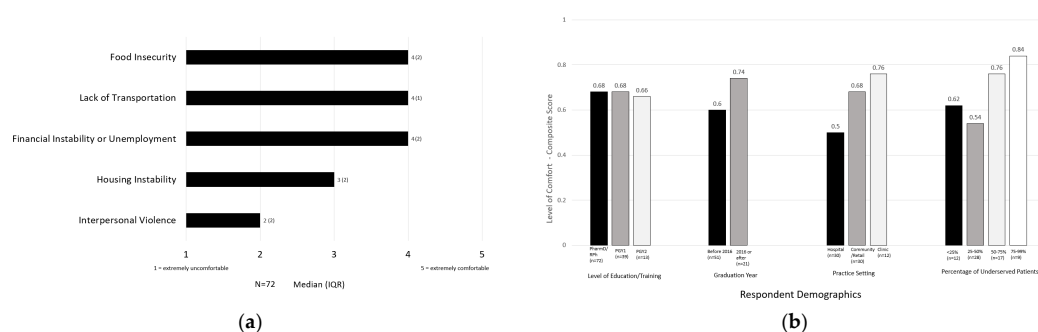 Food Insecurity
4 (2)
Lack of Transportation
4 (1)
Financial Instability or Unemployment
4 (2)
Housing Instability
3 (2)
Interpersonal Violence
2 (2)
1
2
3
4
5
1 = extremely uncomfortable
5 = extremely comfortable
N=72
Median (IQR)
(a)
Level of Comfort - Composite Score
1
0.8
0.6
0.4
0.2
0
0.68
0.68
0.66
0.6
0.74
0.5
0.68
0.76
0.62
0.54
0.76
0.84
PharmD/
RPh
(n=72)
PGY1
(n=39)
PGY2
(n=13)
Before 2016
(n=51)
2016 or
after
(n=21)
Hospital
(n=30)
Community
/Retail
(n=30)
Clinic
(n=12)
<25%
(n=12)
25-50%
(n=28)
50-75%
(n=17)
75-99%
(n=9)
Level of Education/Training
Graduation Year
Practice Setting
Percentage of Underserved Patients
Respondent Demographics
(b)